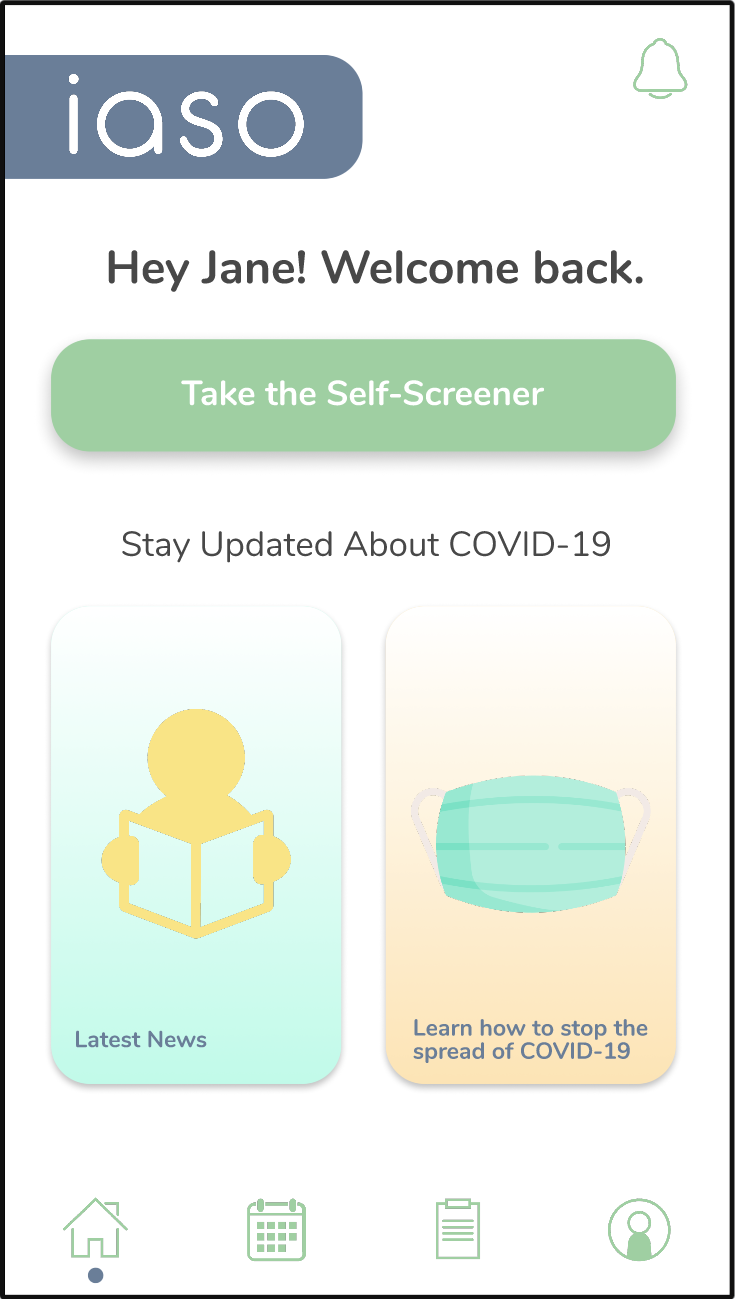 iaso
Hey Jane! Welcome back.
Take the Self-Screener
Stay Updated About COVID-19
Latest News
Learn how to stop the
spread of COVID-19